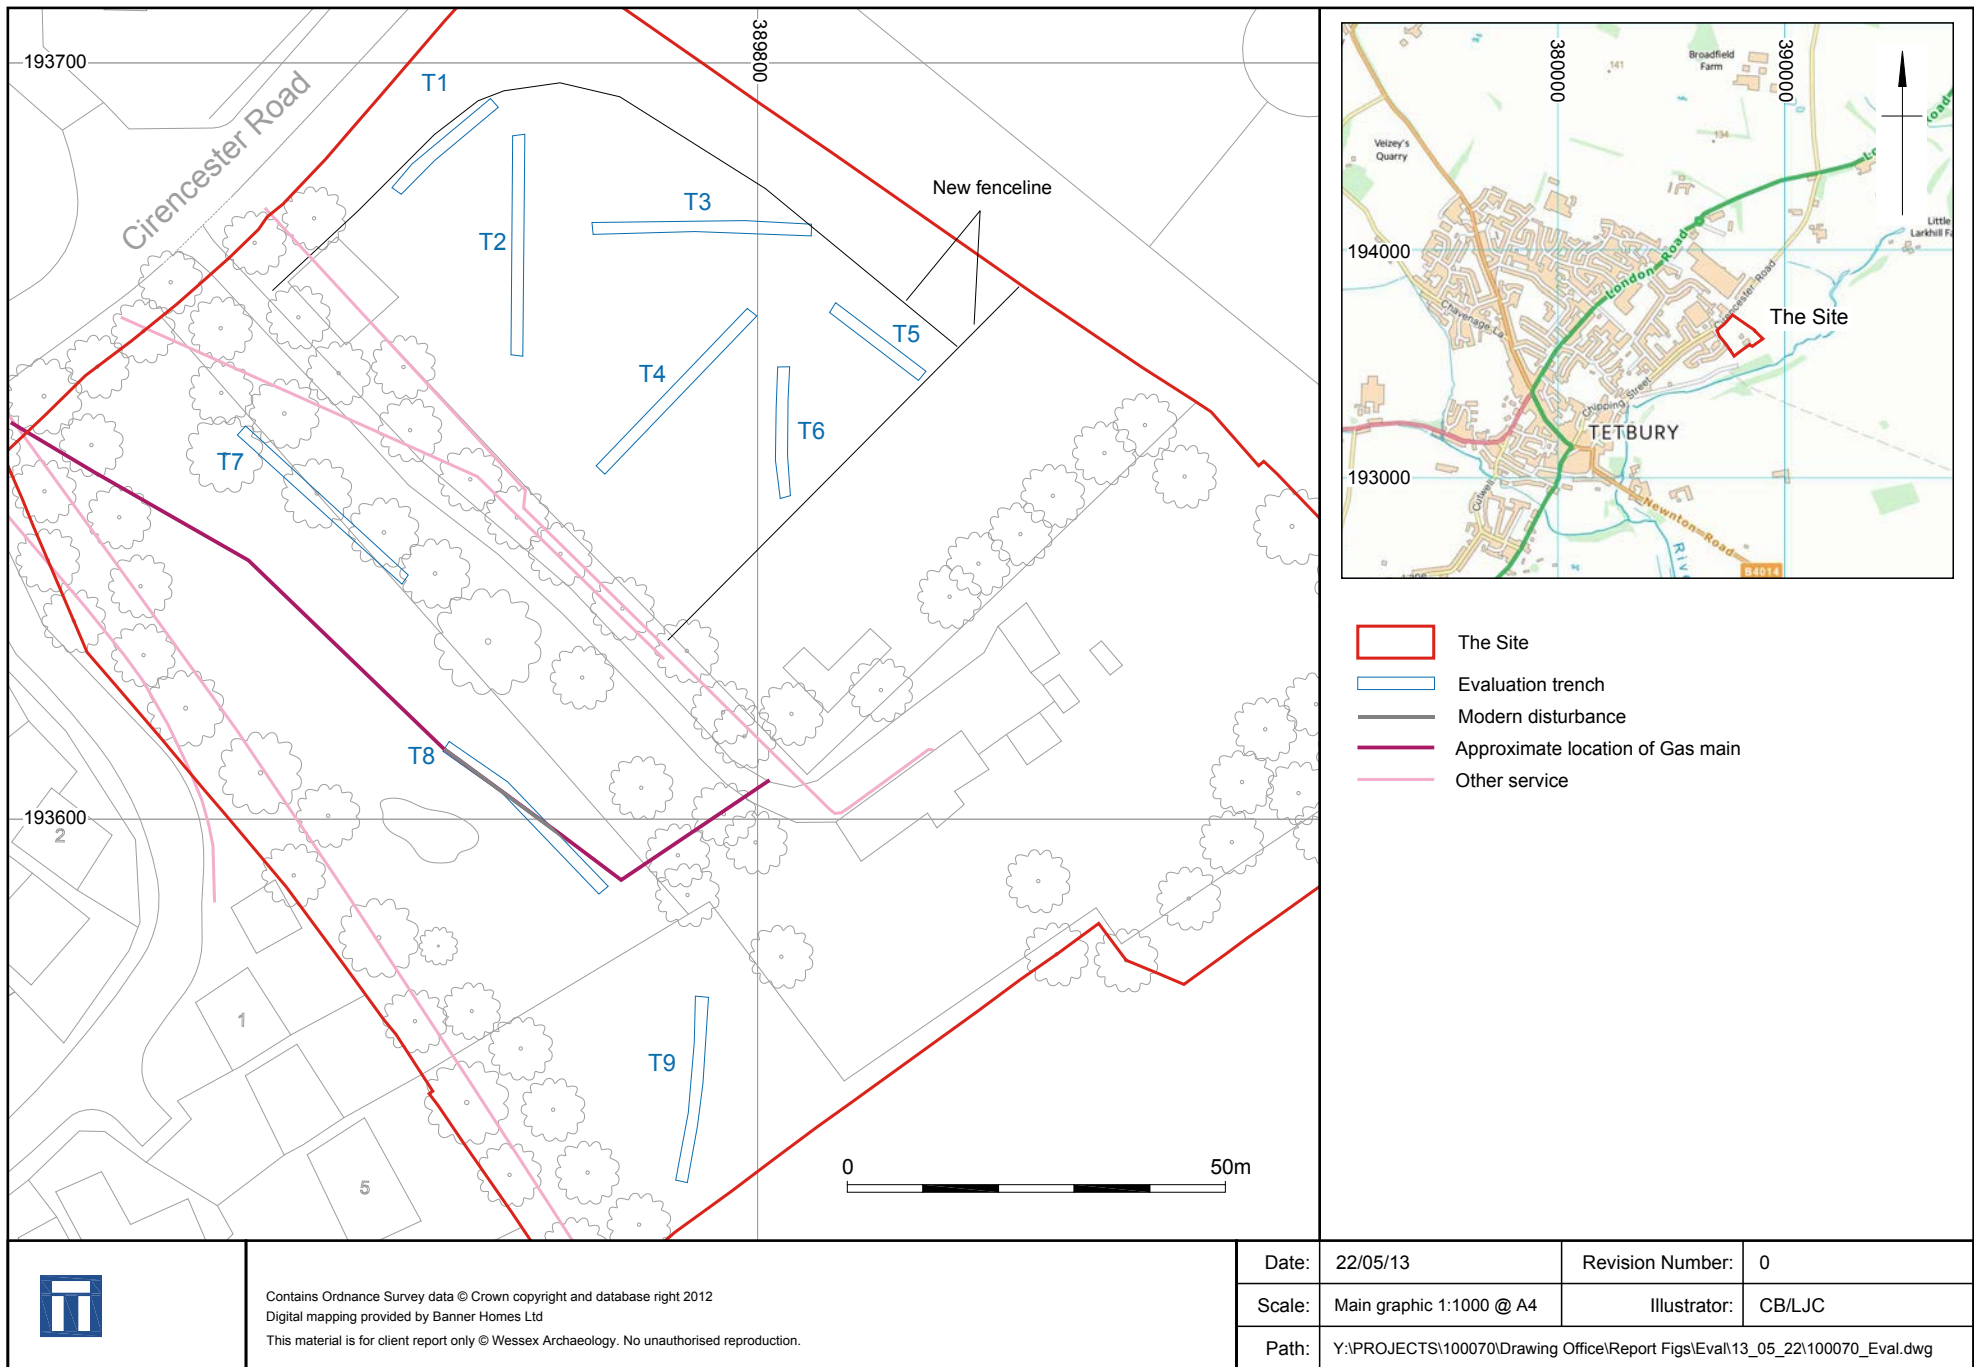 193700
389800
Cirencester Road
T1
T2
T3
New fenceline
T5
T4
T6
T7
T8
193600
2
1
T9
5
0 50m
380000
390000
Broadfield
Farm
141
134
Veizey's
Quarry
Little
Larkhill Fa
194000
London Road
Cirencester Road
Chavenage La
The Site
Chipping Street
TETBURY
193000
Cutwell
Newnton Road
B4014
The Site
Evaluation trench
Modern disturbance
Approximate location of Gas main
Other service
Contains Ordnance Survey data © Crown copyright and database right 2012
Digital mapping provided by Banner Homes Ltd
This material is for client report only © Wessex Archaeology. No unauthorised reproduction.
Date: 22/05/13 Revision Number: 0
Scale: Main graphic 1:1000 @ A4 Illustrator: CB/LJC
Path: Y:\PROJECTS\100070\Drawing Office\Report Figs\Eval\13_05_22\100070_Eval.dwg